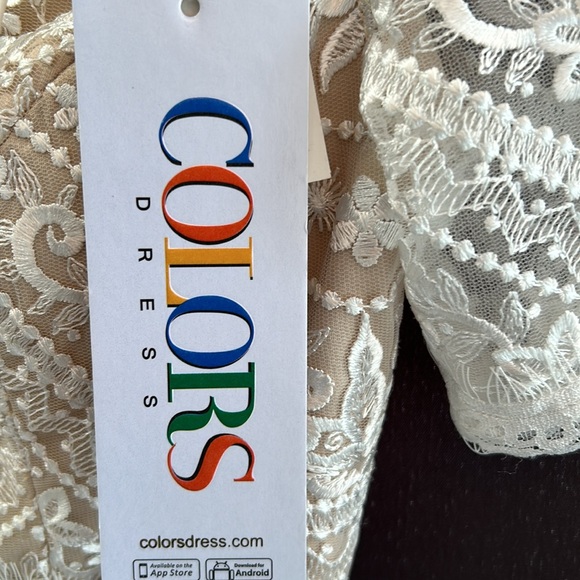 COLORS
DRESS
colorsdress.com
Available on the
App Store
Download for
Android